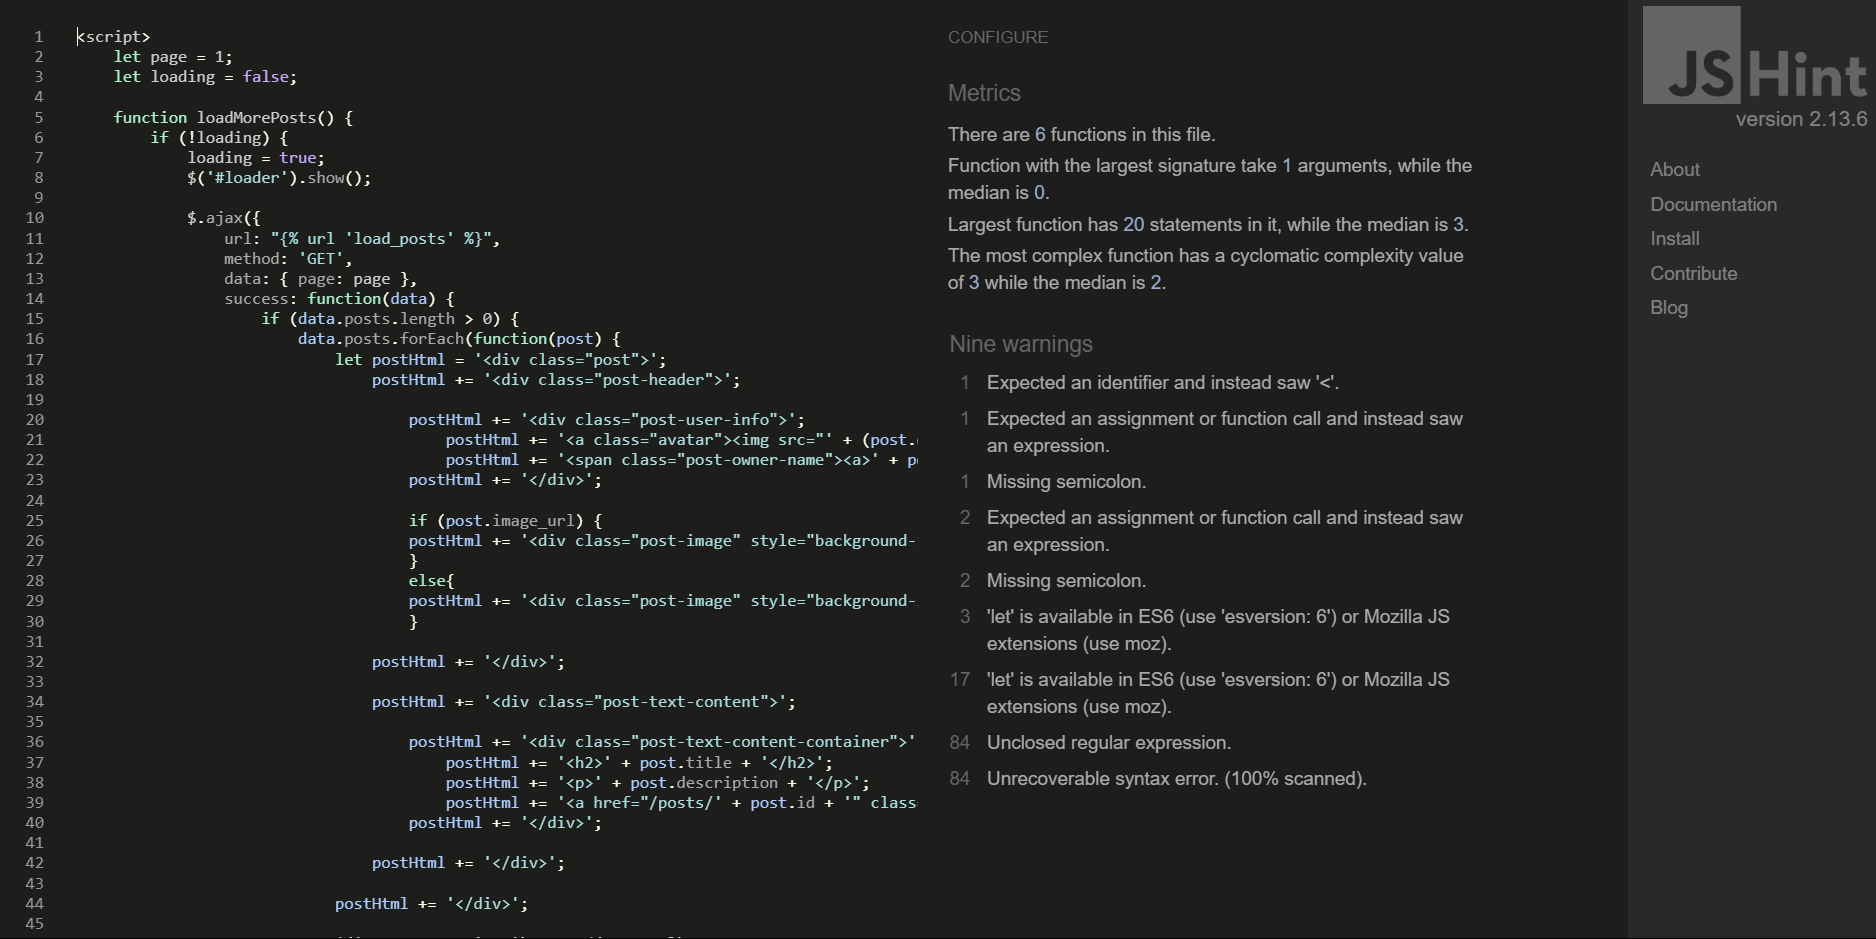 1 <script>
2 let page = 1;
3 let loading = false;
4
5 function loadMorePosts() {
6 if (!loading) {
7 loading = true;
8 $('#loader').show();
9
10 $.ajax({
11 url: "{% url 'load_posts' %}",
12 method: 'GET',
13 data: { page: page },
14 success: function(data) {
15 if (data.posts.length > 0) {
16 data.posts.forEach(function(post) {
17 let postHtml = '<div class="post">';
18 postHtml += '<div class="post-header">';
19
20 postHtml += '<div class="post-user-info">';
21 postHtml += '<a class="avatar"><img src="' + (post.
22 postHtml += '<span class="post-owner-name"><a>' + p
23 postHtml += '</div>';
24
25 if (post.image_url) {
26 postHtml += '<div class="post-image" style="background-
27 }
28 else{
29 postHtml += '<div class="post-image" style="background-
30 }
31
32 postHtml += '</div>';
33
34 postHtml += '<div class="post-text-content">';
35
36 postHtml += '<div class="post-text-content-container">'
37 postHtml += '<h2>' + post.title + '</h2>';
38 postHtml += '<p>' + post.description + '</p>';
39 postHtml += '<a href="/posts/' + post.id + '" class
40 postHtml += '</div>';
41
42 postHtml += '</div>';
43
44 postHtml += '</div>';
45
CONFIGURE
Metrics
There are 6 functions in this file.
Function with the largest signature take 1 arguments, while the
median is 0.
Largest function has 20 statements in it, while the median is 3.
The most complex function has a cyclomatic complexity value
of 3 while the median is 2.
Nine warnings
1 Expected an identifier and instead saw '<'.
1 Expected an assignment or function call and instead saw
an expression.
1 Missing semicolon.
2 Expected an assignment or function call and instead saw
an expression.
2 Missing semicolon.
3 'let' is available in ES6 (use 'esversion: 6') or Mozilla JS
extensions (use moz).
17 'let' is available in ES6 (use 'esversion: 6') or Mozilla JS
extensions (use moz).
84 Unclosed regular expression.
84 Unrecoverable syntax error. (100% scanned).
JSHint
version 2.13.6
About
Documentation
Install
Contribute
Blog